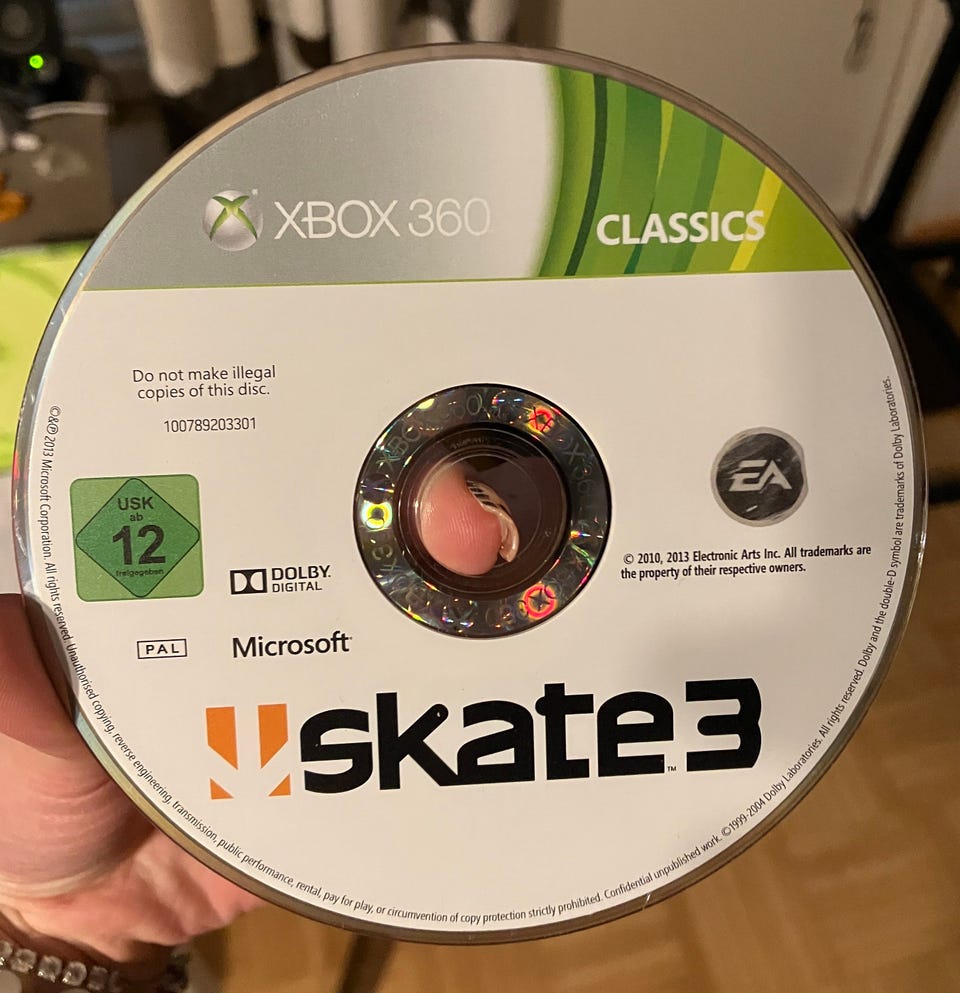 XBOX 360
CLASSICS
Do not make illegal
copies of this disc.
100789203301
USK
ab
12
freigegeben
DOLBY.
DIGITAL
PAL
Microsoft®
EA
© 2010, 2013 Electronic Arts Inc. All trademarks are
the property of their respective owners.
skate 3™
©&℗ 2013 Microsoft Corporation. All rights reserved. Unauthorised copying, reverse engineering, transmission, public performance, rental, pay for play, or circumvention of copy protection strictly prohibited. Confidential unpublished work. ©1999-2004 Dolby Laboratories. All rights reserved. Dolby and the double-D symbol are trademarks of Dolby Laboratories.